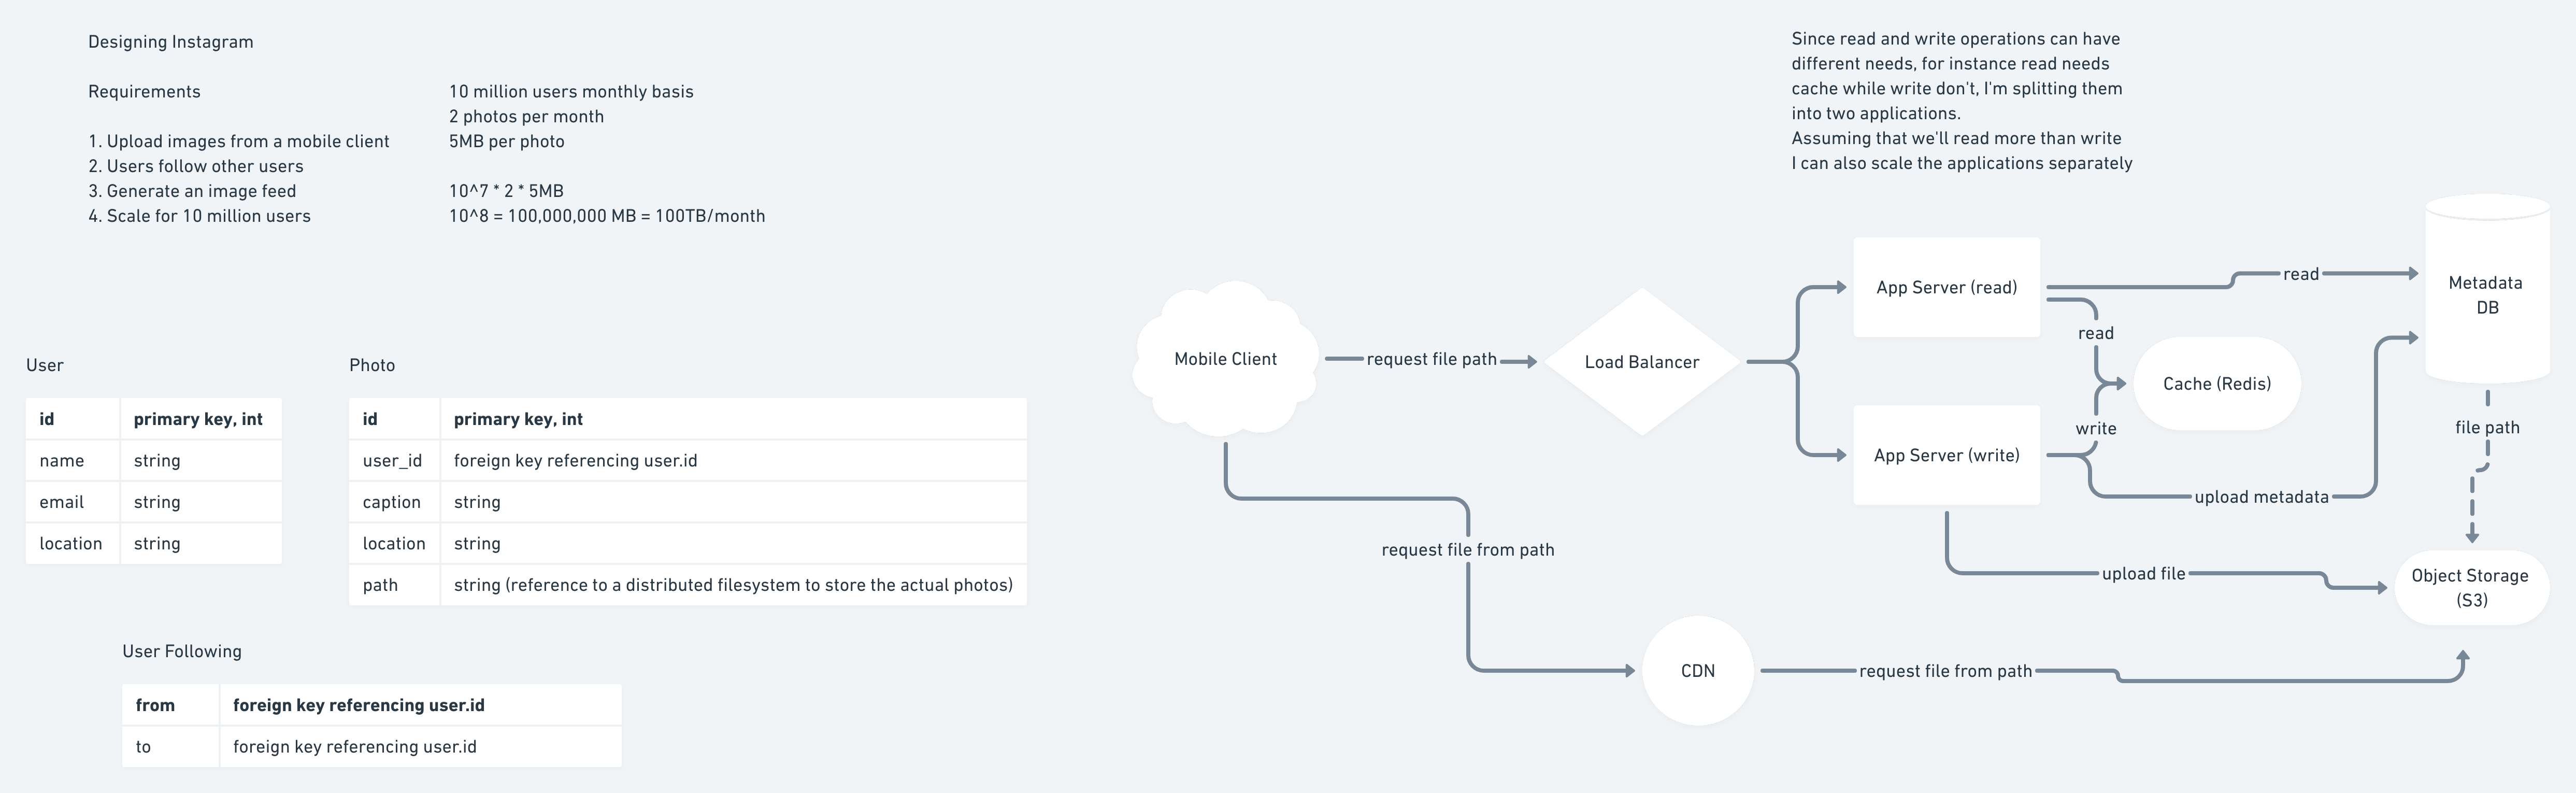 Designing Instagram
Requirements
1. Upload images from a mobile client
2. Users follow other users
3. Generate an image feed
4. Scale for 10 million users
10 million users monthly basis
2 photos per month
5MB per photo
10^7 * 2 * 5MB
10^8 = 100,000,000 MB = 100TB/month
User
id primary key, int
name string
email string
location string
Photo
id primary key, int
user_id foreign key referencing user.id
caption string
location string
path string (reference to a distributed filesystem to store the actual photos)
User Following
from foreign key referencing user.id
to foreign key referencing user.id
Since read and write operations can have
different needs, for instance read needs
cache while write don't, I'm splitting them
into two applications.
Assuming that we'll read more than write
I can also scale the applications separately
Mobile Client
request file path
Load Balancer
App Server (read)
App Server (write)
read
read
write
Cache (Redis)
Metadata
DB
upload metadata
file path
upload file
Object Storage
(S3)
request file from path
CDN
request file from path